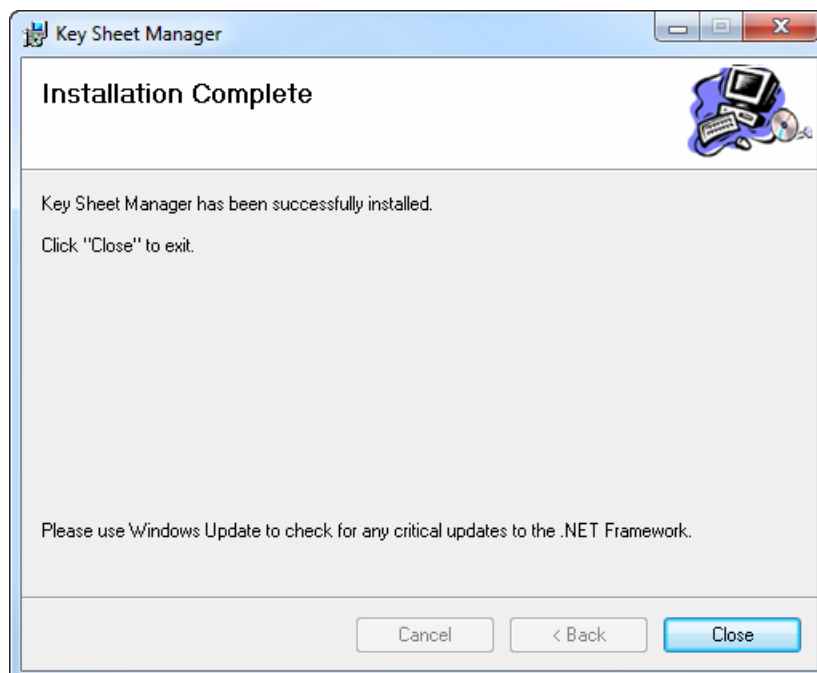 Key Sheet Manager
Installation Complete
Key Sheet Manager has been successfully installed.
Click "Close" to exit.
Please use Windows Update to check for any critical updates to the .NET Framework.
Cancel
< Back
Close